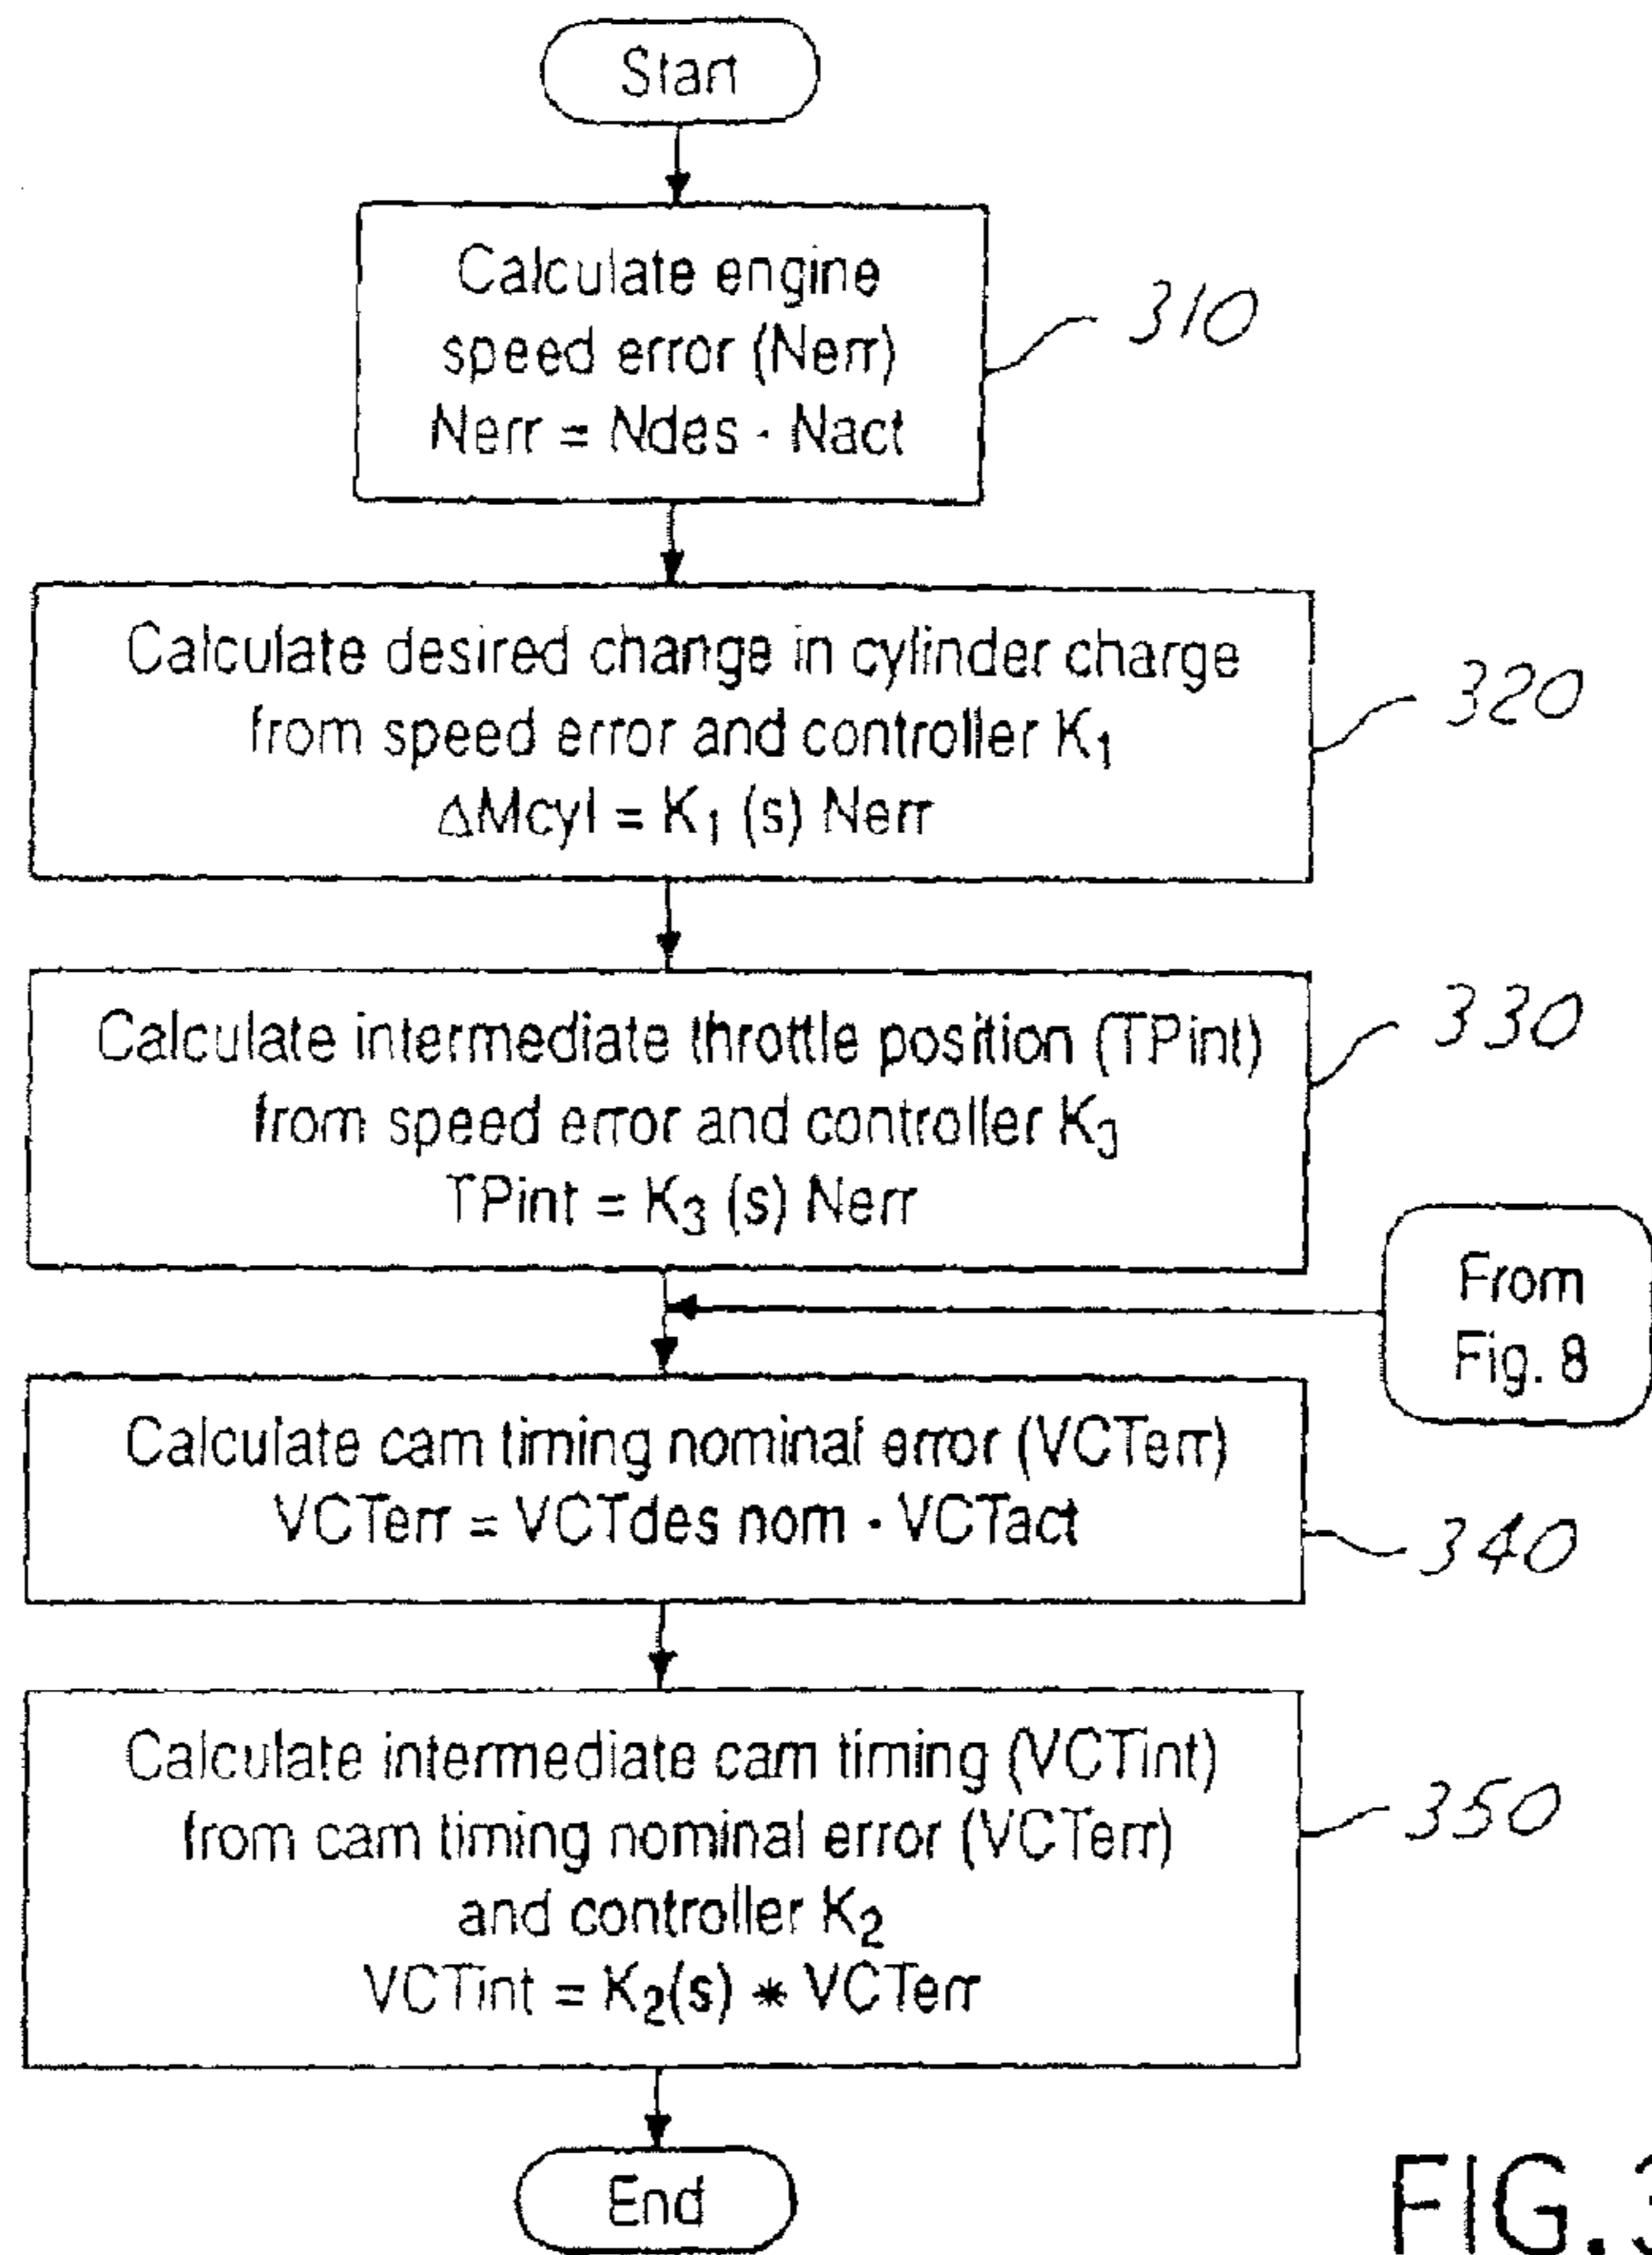 Start
Calculate engine
speed error (Nerr)
Nerr = Ndes - Nact
310
Calculate desired change in cylinder charge
from speed error and controller K₁
ΔMcyl = K₁ (s) Nerr
320
Calculate intermediate throttle position (TPint)
from speed error and controller K₃
TPint = K₃ (s) Nerr
330
From
Fig. 8
Calculate cam timing nominal error (VCTerr)
VCTerr = VCTdes nom - VCTact
340
Calculate intermediate cam timing (VCTint)
from cam timing nominal error (VCTerr)
and controller K₂
VCTint = K₂(s) * VCTerr
350
End
FIG. 3